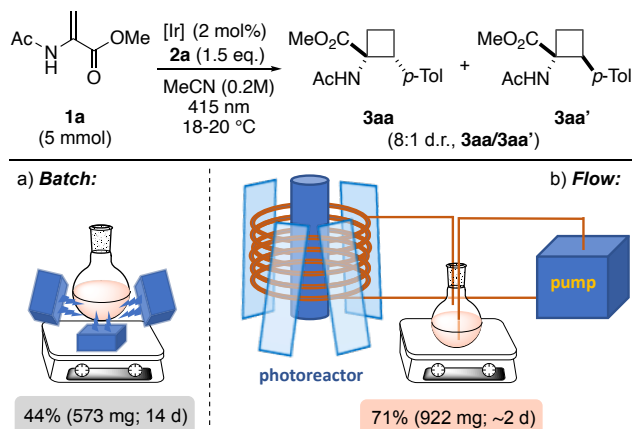 Ac
N
H
O
OMe
1a
(5 mmol)
[Ir] (2 mol%)
2a (1.5 eq.)
MeCN (0.2M)
415 nm
18-20 °C
MeO₂C
AcHN
p-Tol
3aa
+
MeO₂C
AcHN
p-Tol
3aa’
(8:1 d.r., 3aa/3aa’)
a) Batch:
44% (573 mg; 14 d)
b) Flow:
pump
photoreactor
71% (922 mg; ~2 d)